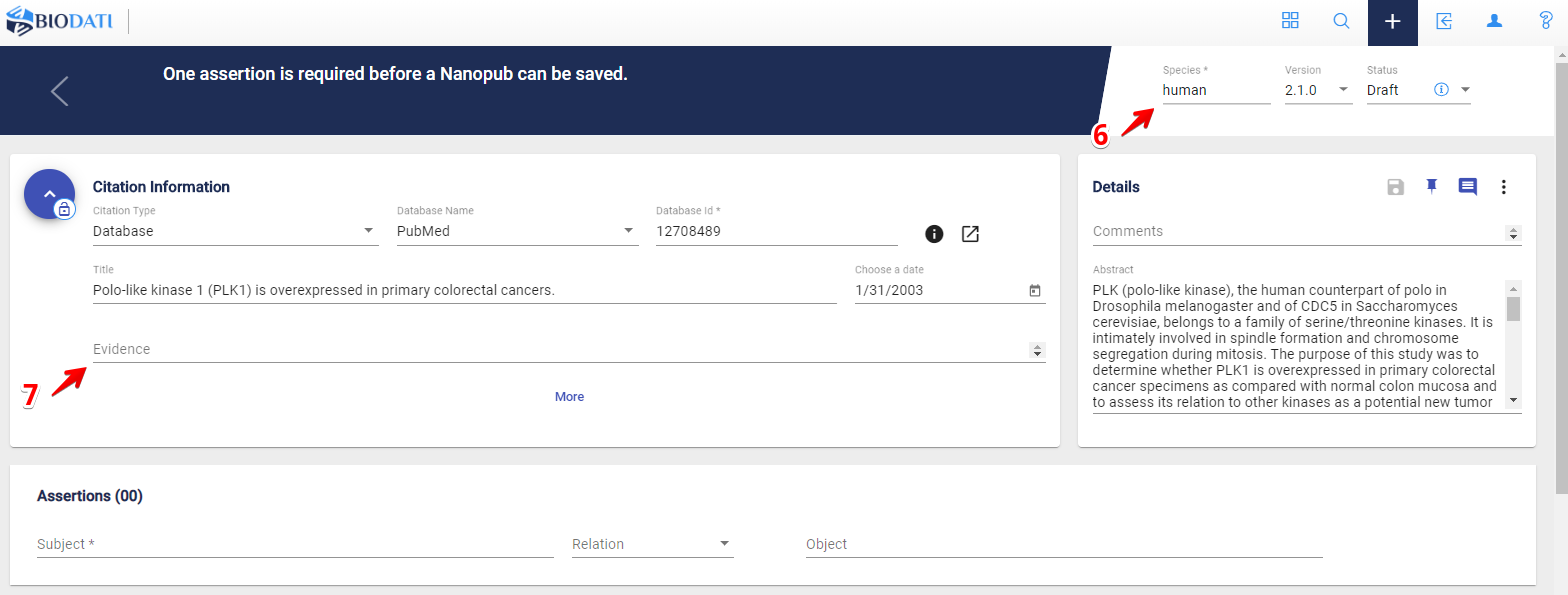 BIODATI
One assertion is required before a Nanopub can be saved.
Species *
human
Version
2.1.0
Status
Draft
6
Citation Information
Citation Type
Database
Database Name
PubMed
Database Id *
12708489
Title
Polo-like kinase 1 (PLK1) is overexpressed in primary colorectal cancers.
Choose a date
1/31/2003
Evidence
7
More
Details
Comments
Abstract
PLK (polo-like kinase), the human counterpart of polo in
Drosophila melanogaster and of CDC5 in Saccharomyces
cerevisiae, belongs to a family of serine/threonine kinases. It is
intimately involved in spindle formation and chromosome
segregation during mitosis. The purpose of this study was to
determine whether PLK1 is overexpressed in primary colorectal
cancer specimens as compared with normal colon mucosa and
to assess its relation to other kinases as a potential new tumor
Assertions (00)
Subject *
Relation
Object